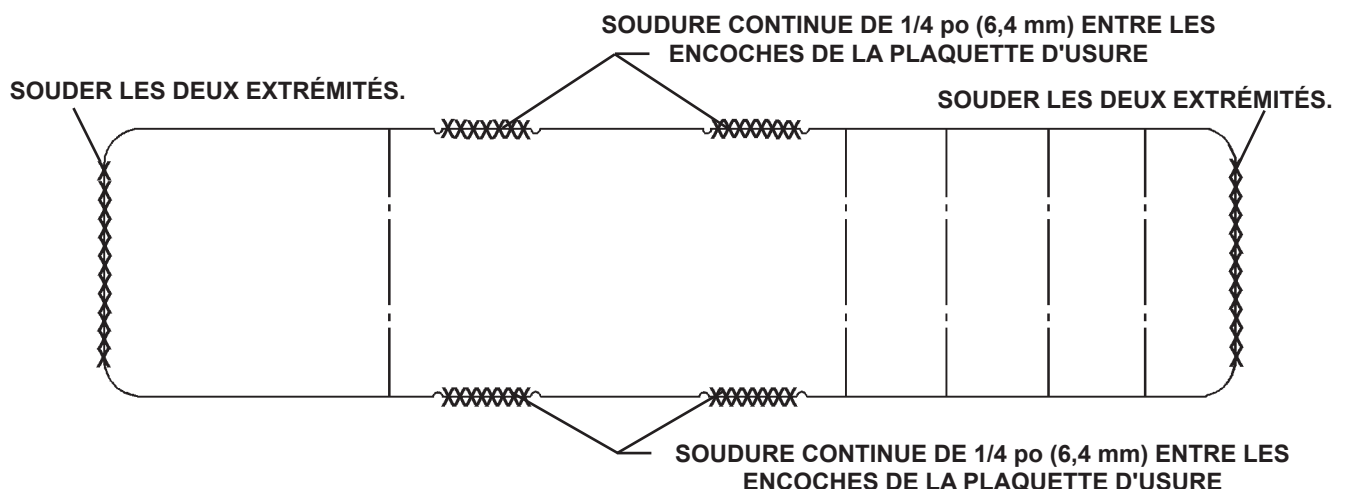 SOUDURE CONTINUE DE 1/4 po (6,4 mm) ENTRE LES
ENCOCHES DE LA PLAQUETTE D'USURE
SOUDER LES DEUX EXTRÉMITÉS.
SOUDER LES DEUX EXTRÉMITÉS.
SOUDURE CONTINUE DE 1/4 po (6,4 mm) ENTRE LES
ENCOCHES DE LA PLAQUETTE D'USURE